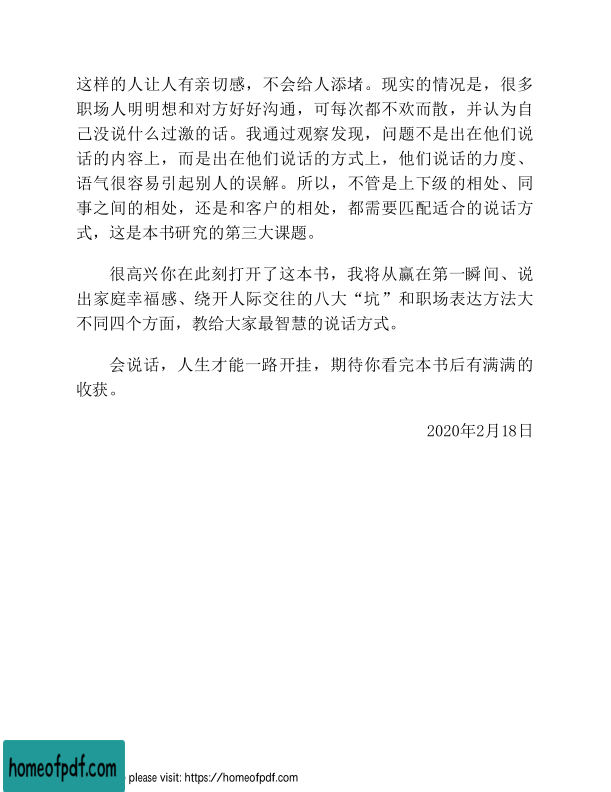 这样的人让人有亲切感，不会给人添堵。现实的情况是，很多
职场人明明想和对方好好沟通，可每次都不欢而散，并认为自
己没说什么过激的话。我通过观察发现，问题不是出在他们说
话的内容上，而是出在他们说话的方式上，他们说话的力度、
语气很容易引起别人的误解。所以，不管是上下级的相处、同
事之间的相处，还是和客户的相处，都需要匹配适合的说话方
式，这是本书研究的第三大课题。
很高兴你在此刻打开了这本书，我将从赢在第一瞬间、说
出家庭幸福感、绕开人际交往的八大“坑”和职场表达方法大
不同四个方面，教给大家最智慧的说话方式。
会说话，人生才能一路开挂，期待你看完本书后有满满的
收获。
2020年2月18日
homeofpdf.com
please visit: https://homeofpdf.com